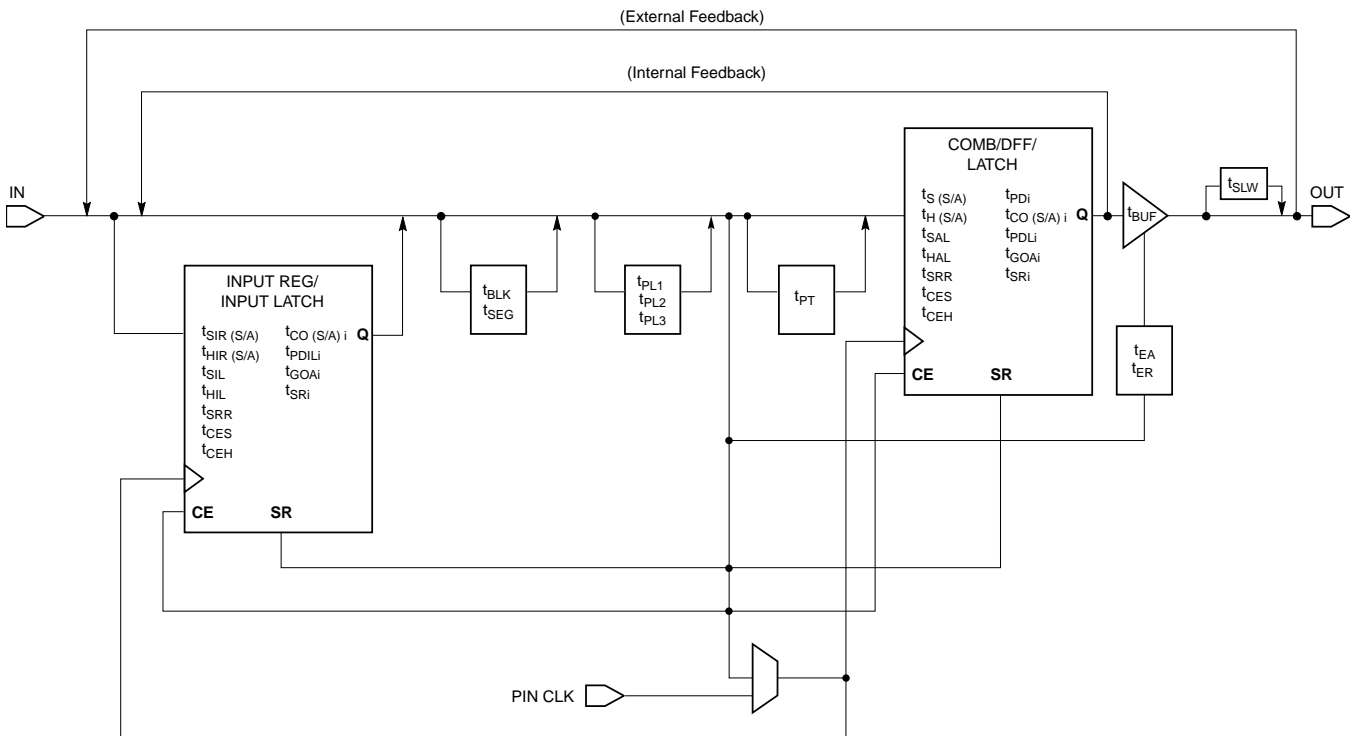 (External Feedback)
(Internal Feedback)
IN
COMB/DFF/
LATCH
tS (S/A)
tH (S/A)
tSAL
tHAL
tSRR
tCES
tCEH
tPDi
tCO (S/A) i
tPDLi
tGOAi
tSRi
Q
CE
SR
tBUF
tSLW
OUT
INPUT REG/
INPUT LATCH
tSIR (S/A)
tHIR (S/A)
tSIL
tHIL
tSRR
tCES
tCEH
tCO (S/A) i
tPDILi
tGOAi
tSRi
Q
CE
SR
tBLK
tSEG
tPL1
tPL2
tPL3
tPT
tEA
tER
PIN CLK